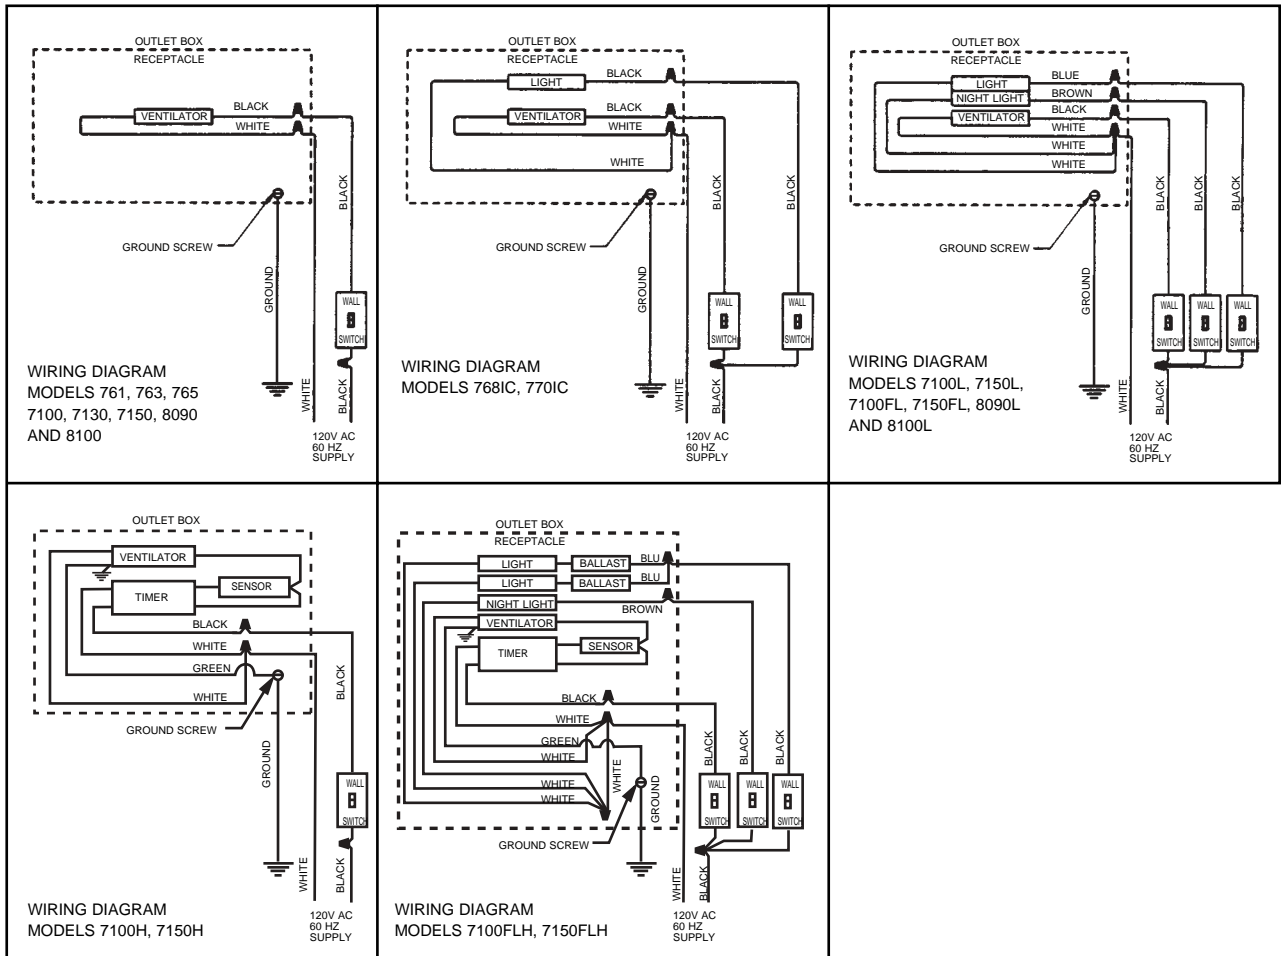 OUTLET BOX
RECEPTACLE
VENTILATOR
BLACK
WHITE
GROUND SCREW
GROUND
BLACK
WALL
SWITCH
WHITE
BLACK
120V AC
60 HZ
SUPPLY
WIRING DIAGRAM
MODELS 761, 763, 765
7100, 7130, 7150, 8090
AND 8100
OUTLET BOX
RECEPTACLE
LIGHT
BLACK
VENTILATOR
BLACK
WHITE
WHITE
GROUND SCREW
GROUND
BLACK
BLACK
WALL
SWITCH
WALL
SWITCH
WHITE
BLACK
120V AC
60 HZ
SUPPLY
WIRING DIAGRAM
MODELS 768IC, 770IC
OUTLET BOX
RECEPTACLE
LIGHT
BLUE
NIGHT LIGHT
BROWN
VENTILATOR
BLACK
WHITE
WHITE
WHITE
GROUND SCREW
GROUND
BLACK
BLACK
BLACK
WALL
SWITCH
WALL
SWITCH
WALL
SWITCH
WHITE
BLACK
120V AC
60 HZ
SUPPLY
WIRING DIAGRAM
MODELS 7100L, 7150L,
7100FL, 7150FL, 8090L
AND 8100L
OUTLET BOX
VENTILATOR
TIMER
SENSOR
BLACK
WHITE
GREEN
WHITE
GROUND SCREW
GROUND
BLACK
WALL
SWITCH
WHITE
BLACK
120V AC
60 HZ
SUPPLY
WIRING DIAGRAM
MODELS 7100H, 7150H
OUTLET BOX
RECEPTACLE
LIGHT
BALLAST
BLU
LIGHT
BALLAST
BLU
NIGHT LIGHT
BROWN
VENTILATOR
TIMER
SENSOR
BLACK
WHITE
GREEN
WHITE
WHITE
WHITE
WHITE
GROUND
GROUND SCREW
BLACK
BLACK
BLACK
WALL
SWITCH
WALL
SWITCH
WALL
SWITCH
WHITE
BLACK
120V AC
60 HZ
SUPPLY
WIRING DIAGRAM
MODELS 7100FLH, 7150FLH